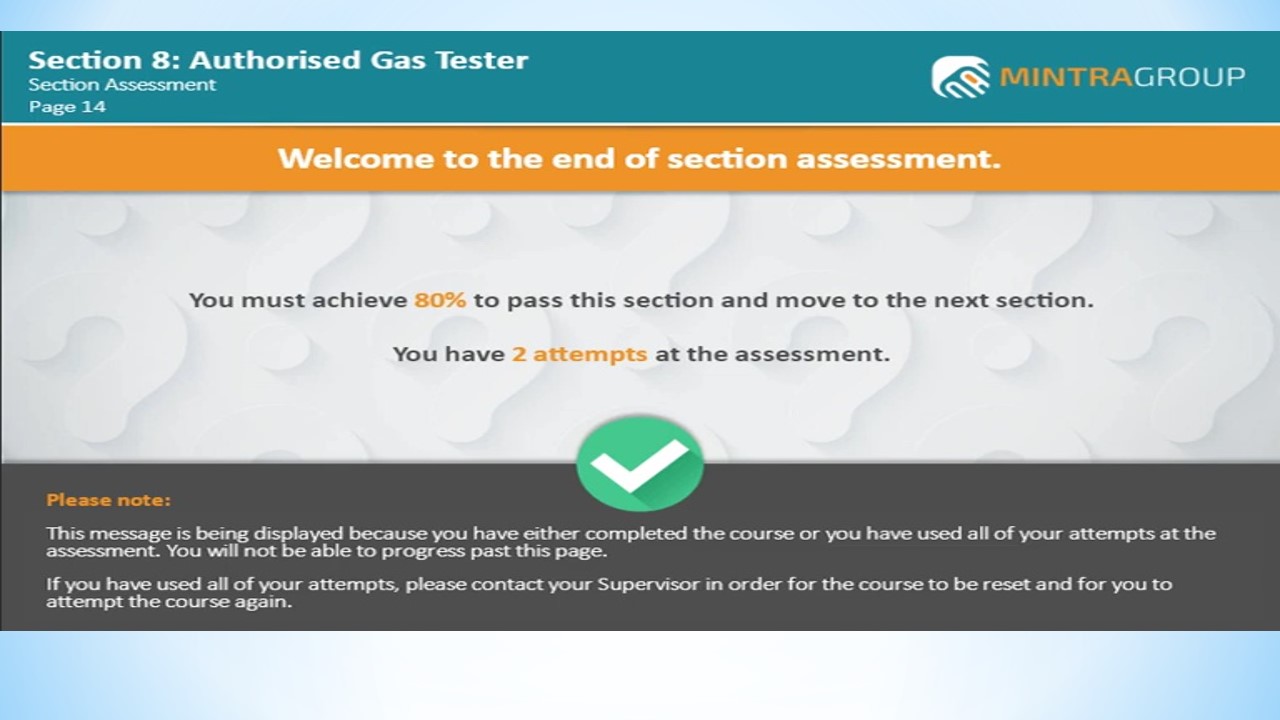 Section 8: Authorised Gas Tester
Section Assessment
Page 14
MINTRAGROUP
Welcome to the end of section assessment.
You must achieve 80% to pass this section and move to the next section.
You have 2 attempts at the assessment.
Please note:
This message is being displayed because you have either completed the course or you have used all of your attempts at the
assessment. You will not be able to progress past this page.
If you have used all of your attempts, please contact your Supervisor in order for the course to be reset and for you to
attempt the course again.